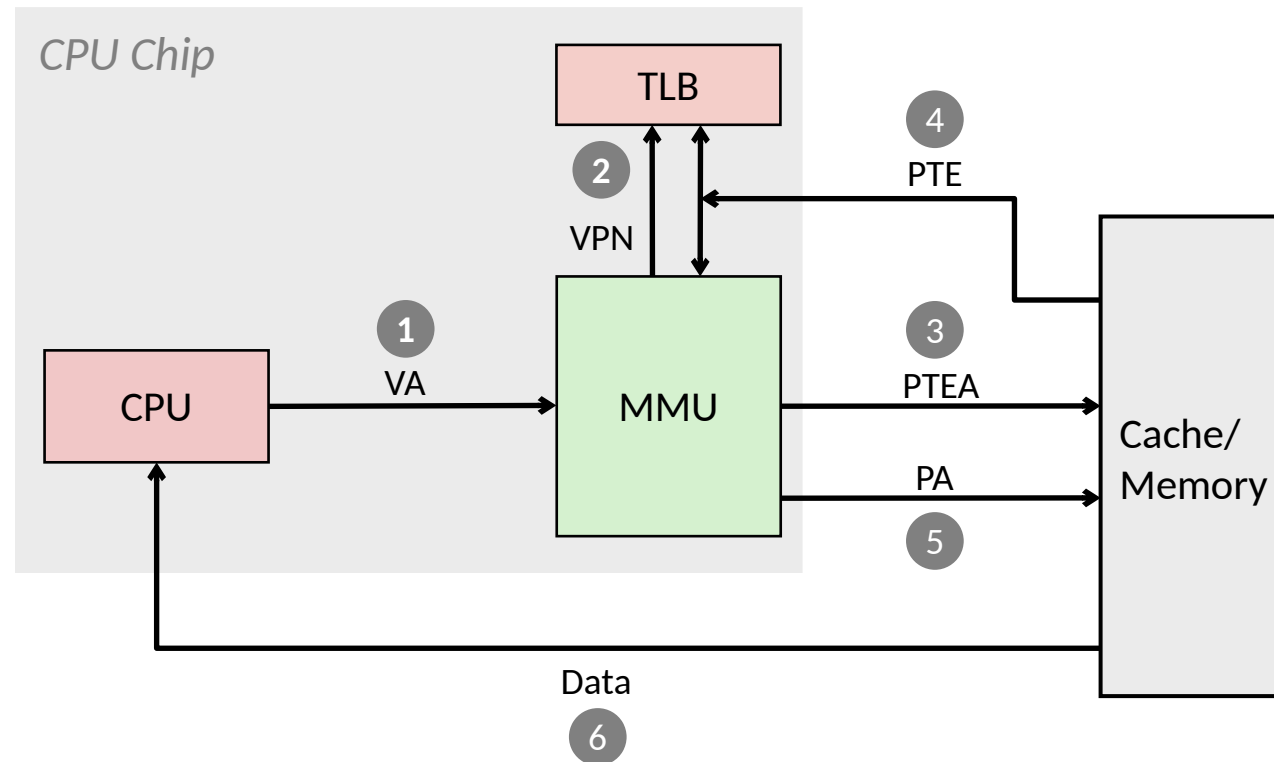 CPU Chip
TLB
4
PTE
2
VPN
1
VA
3
PTEA
CPU
MMU
Cache/
Memory
PA
5
Data
6